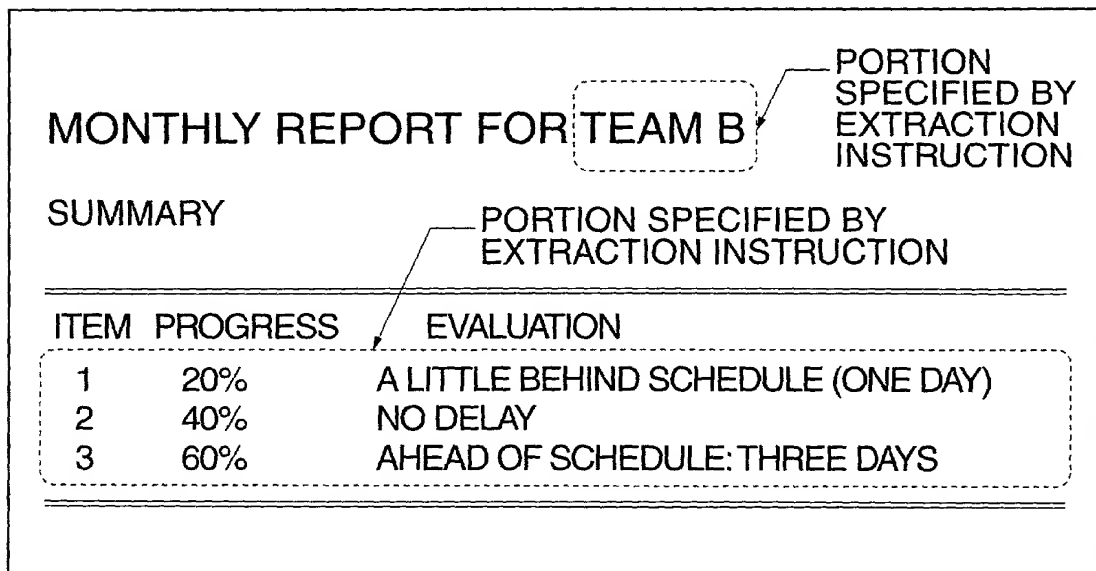 PORTION
SPECIFIED BY
EXTRACTION
INSTRUCTION
MONTHLY REPORT FOR TEAM B
SUMMARY
PORTION SPECIFIED BY
EXTRACTION INSTRUCTION
ITEM PROGRESS EVALUATION
1 20% A LITTLE BEHIND SCHEDULE (ONE DAY)
2 40% NO DELAY
3 60% AHEAD OF SCHEDULE: THREE DAYS